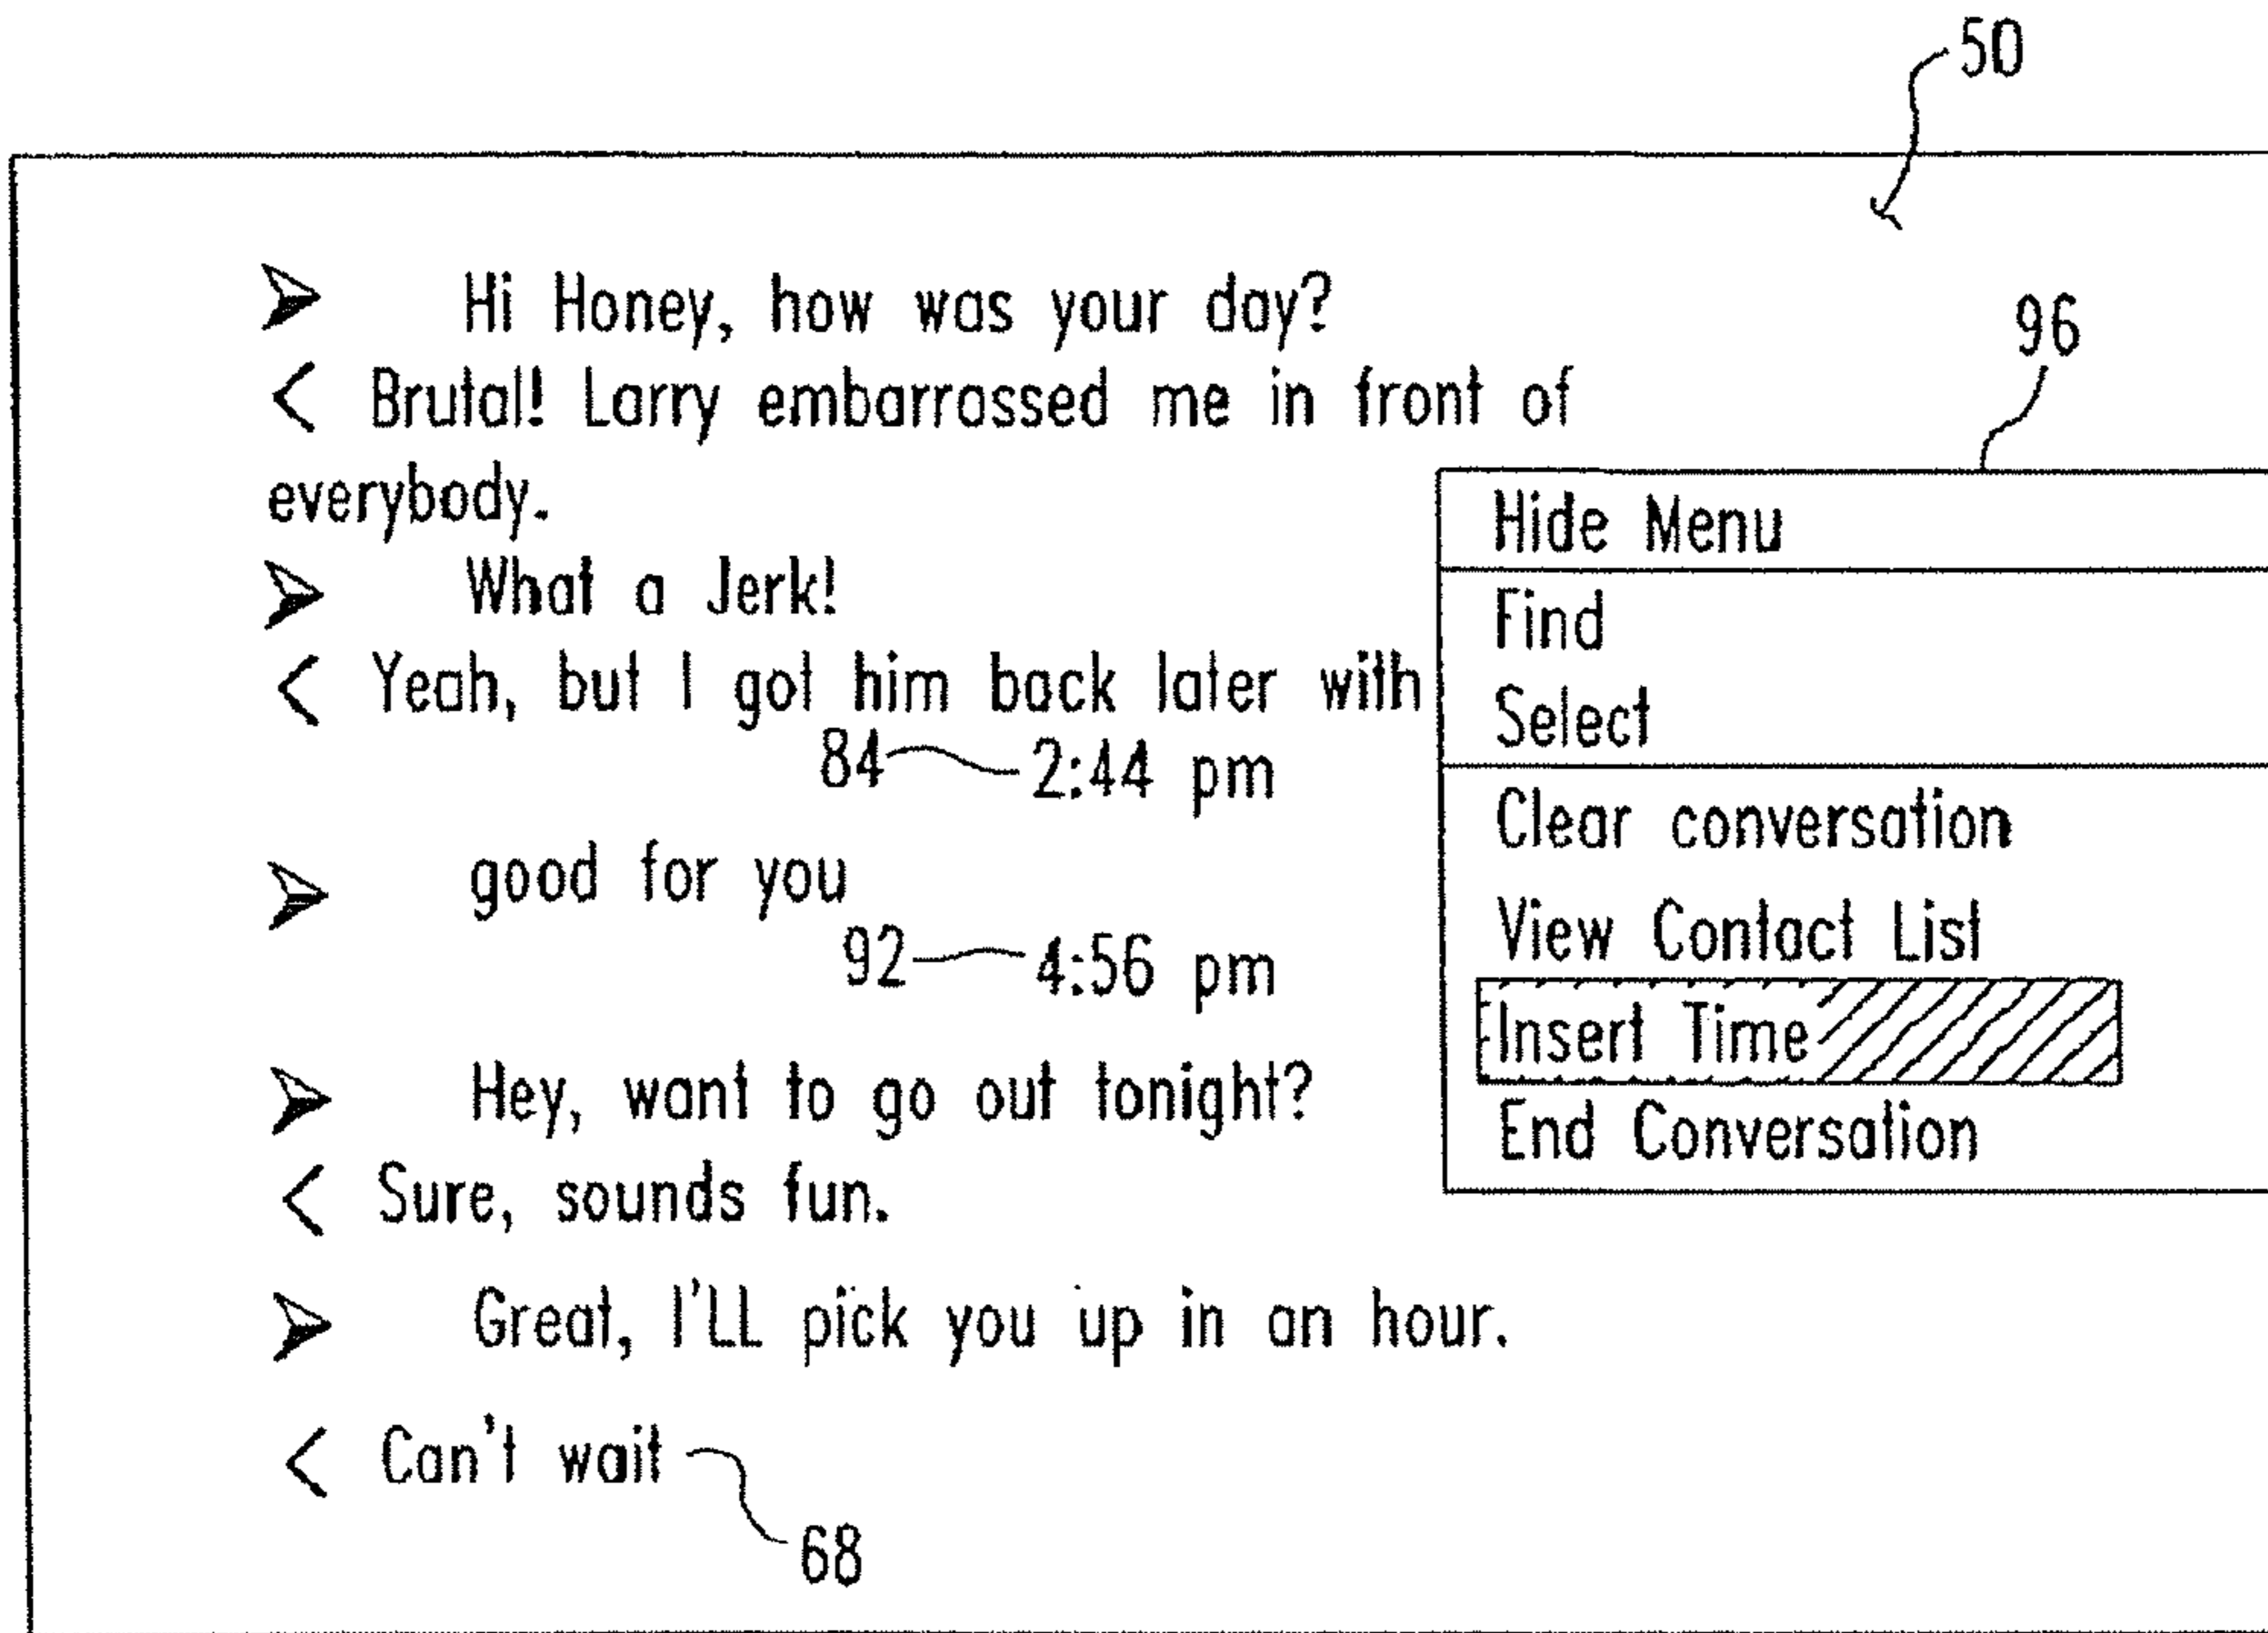 50
> Hi Honey, how was your day?
96
< Brutal! Larry embarrassed me in front of
everybody.
> What a Jerk!
< Yeah, but I got him back later with
84 2:44 pm
> good for you
92 4:56 pm
> Hey, want to go out tonight?
< Sure, sounds fun.
> Great, I'LL pick you up in an hour.
< Can't wait
68
Hide Menu
Find
Select
Clear conversation
View Contact List
Insert Time
End Conversation